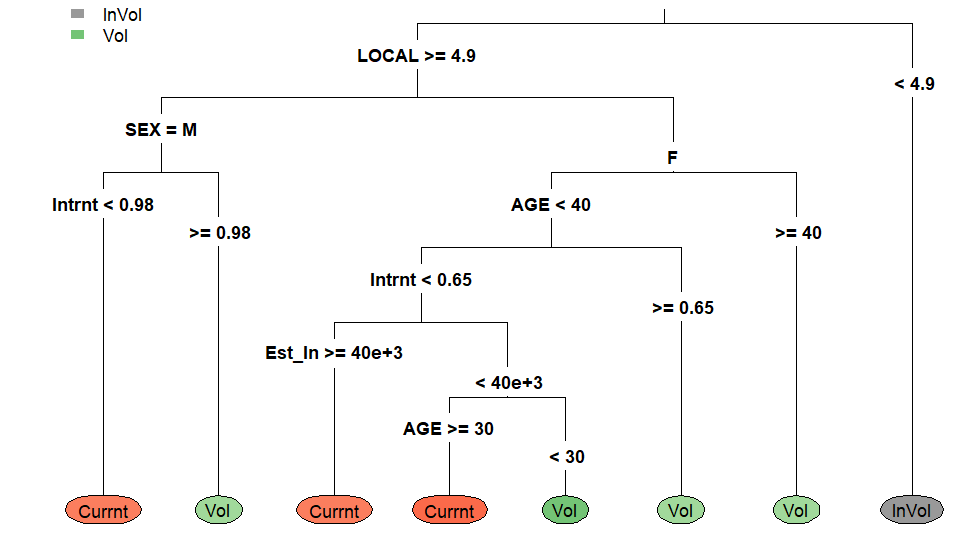 InVol
Vol
LOCAL >= 4.9
< 4.9
SEX = M
F
Intrnt < 0.98
>= 0.98
AGE < 40
>= 40
Intrnt < 0.65
>= 0.65
Est_In >= 40e+3
< 40e+3
AGE >= 30
< 30
Currnt
Vol
Currnt
Currnt
Vol
Vol
Vol
InVol